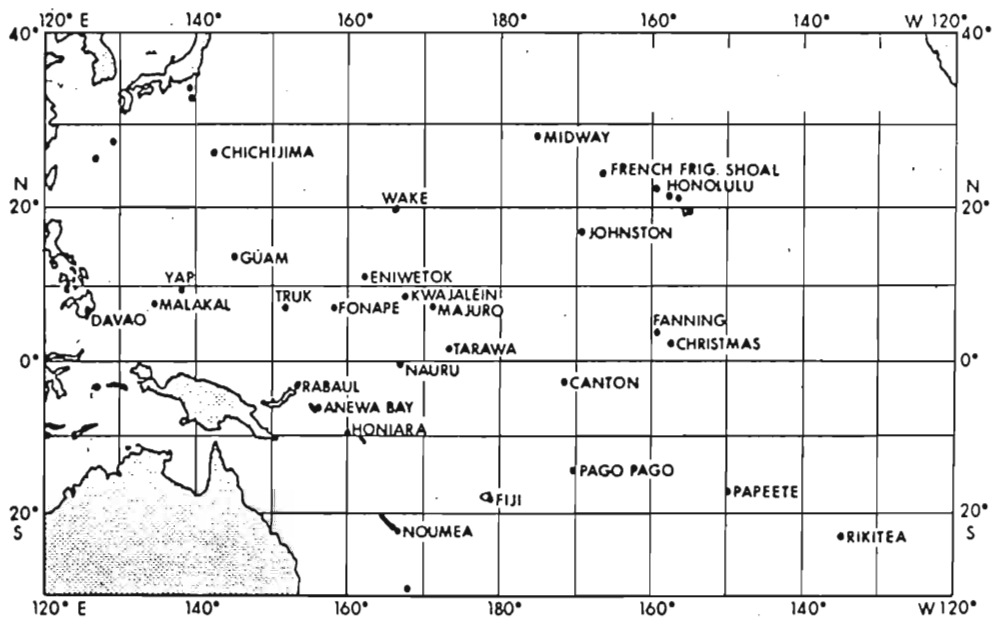 120° E 140° 160° 180° 160° 140° W 120°
40° 40°
MIDWAY
CHICHIJIMA
FRENCH FRIG. SHOAL
N HONOLULU N
WAKE
20° 20°
JOHNSTON
GUAM
YAP ENIWETOK
MALAKAL TRUK FONAPE KWAJALEIN
MAJURO
DAVAO FANNING
TARAWA CHRISTMAS
0° 0°
NAURU
RABAUL CANTON
ANEWA BAY
HONIARA
PAGO PAGO
PAPEETE
FIJI
20° 20°
S NOUMEA RIKITEA S
120° E 140° 160° 180° 160° 140° W 120°